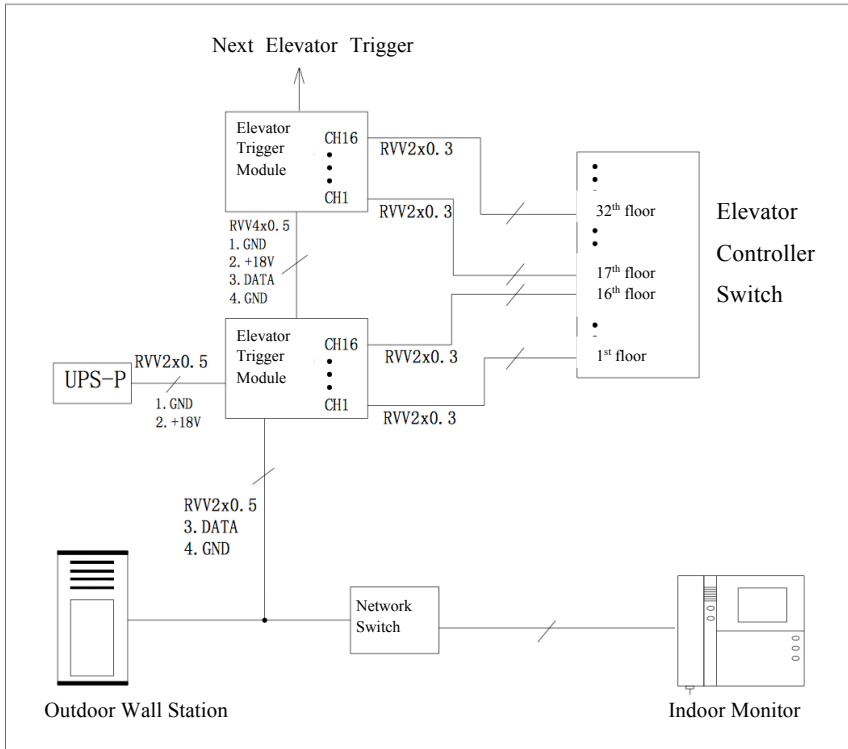 Next Elevator Trigger
Elevator
Trigger
Module
CH16
CH1
RVV2x0.3
RVV2x0.3
32th floor
17th floor
16th floor
1st floor
Elevator
Controller
Switch
RVV4x0.5
1.GND
2.+18V
3.DATA
4.GND
Elevator
Trigger
Module
CH16
CH1
RVV2x0.3
RVV2x0.3
UPS-P
RVV2x0.5
1.GND
2.+18V
RVV2x0.5
3.DATA
4.GND
Network
Switch
Outdoor Wall Station
Indoor Monitor